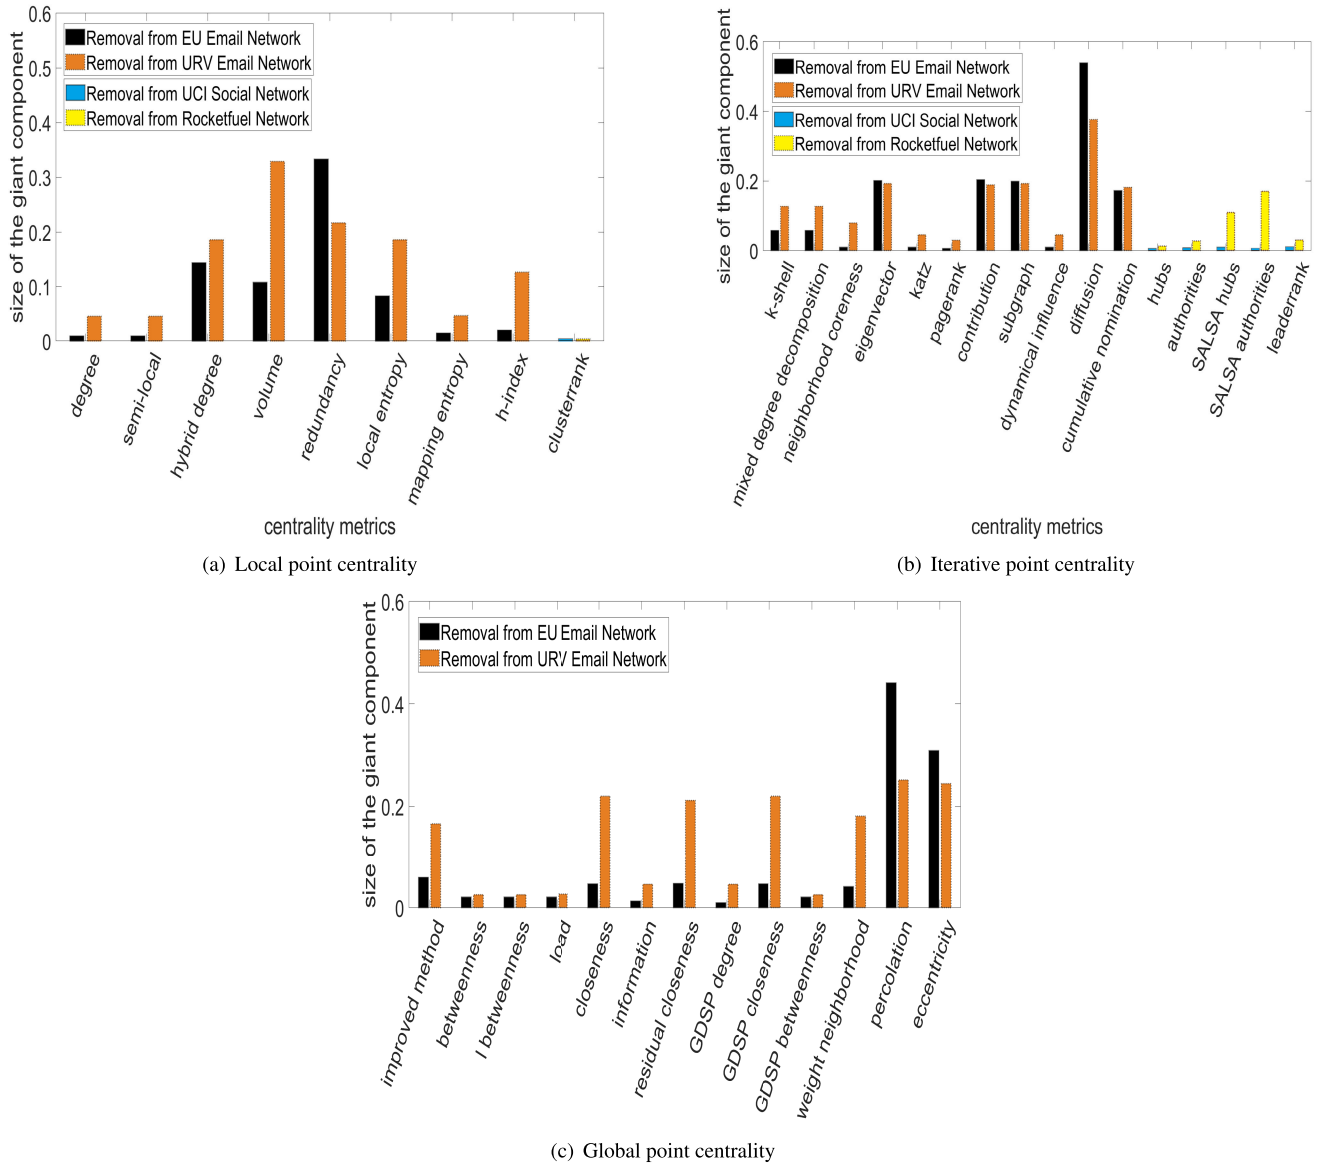 size of the giant component
0.6
0.5
0.4
0.3
0.2
0.1
0
Removal from EU Email Network
Removal from URV Email Network
Removal from UCI Social Network
Removal from Rocketfuel Network
degree
semi-local
hybrid degree
volume
redundancy
local entropy
mapping entropy
h-index
clusterrank
centrality metrics
(a) Local point centrality
size of the giant component
0.6
0.4
0.2
0
Removal from EU Email Network
Removal from URV Email Network
Removal from UCI Social Network
Removal from Rocketfuel Network
k-shell
mixed degree decomposition
neighborhood coreness
eigenvector
katz
pagerank
contribution
subgraph
dynamical influence
diffusion
cumulative nomination
hubs
authorities
SALSA hubs
SALSA authorities
leaderrank
centrality metrics
(b) Iterative point centrality
size of the giant component
0.6
0.4
0.2
0
Removal from EU Email Network
Removal from URV Email Network
improved method
betweenness
l betweenness
load
closeness
information
residual closeness
GDSP degree
GDSP closeness
GDSP betweenness
weight neighborhood
percolation
eccentricity
(c) Global point centrality